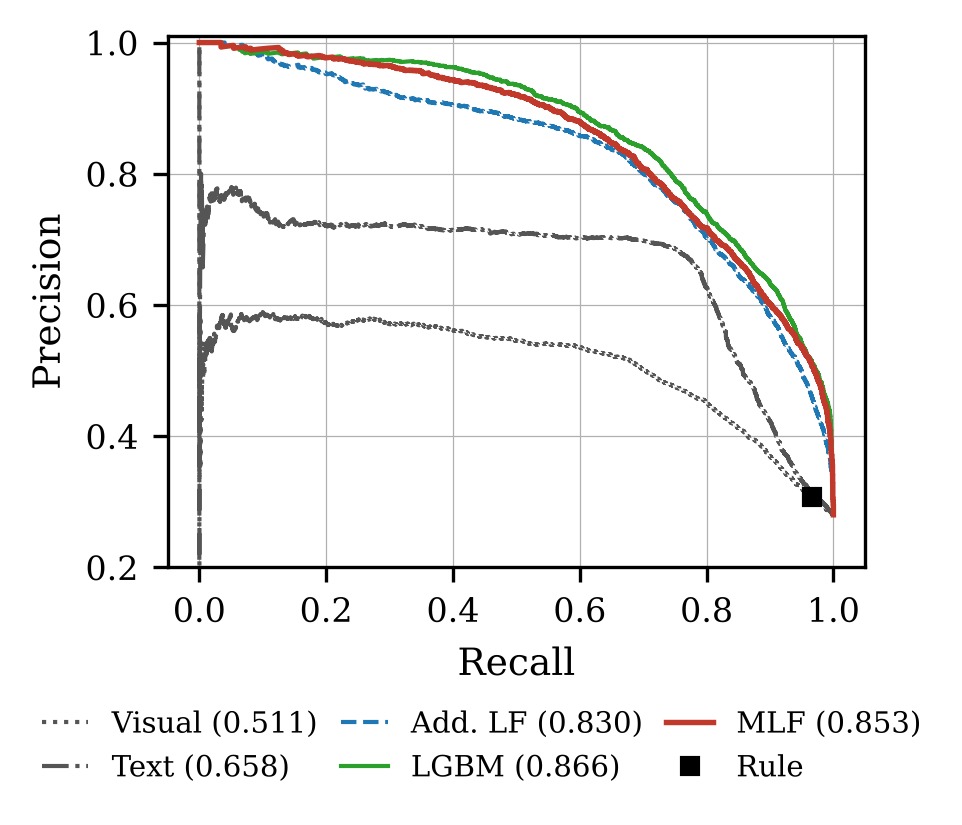 1.0
0.8
0.6
0.4
0.2
Precision
0.0 0.2 0.4 0.6 0.8 1.0
Recall
Visual (0.511) Add. LF (0.830) MLF (0.853)
Text (0.658) LGBM (0.866) Rule